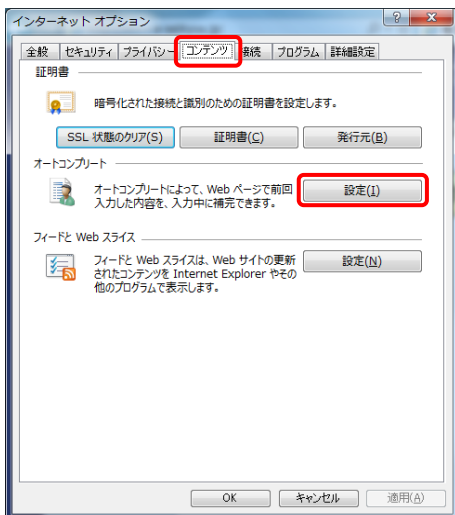 インターネット オプション
全般 セキュリティ プライバシー コンテンツ 接続 プログラム 詳細設定
証明書
暗号化された接続と識別のための証明書を設定します。
SSL 状態のクリア(S) 証明書(C) 発行元(B)
オートコンプリート
オートコンプリートによって、Web ページで前回
入力した内容を、入力中に補完できます。
設定(I)
フィードと Web スライス
フィードと Web スライスは、Web サイトの更新
されたコンテンツを Internet Explorer やその
他のプログラムで表示します。
設定(N)
OK キャンセル 適用(A)